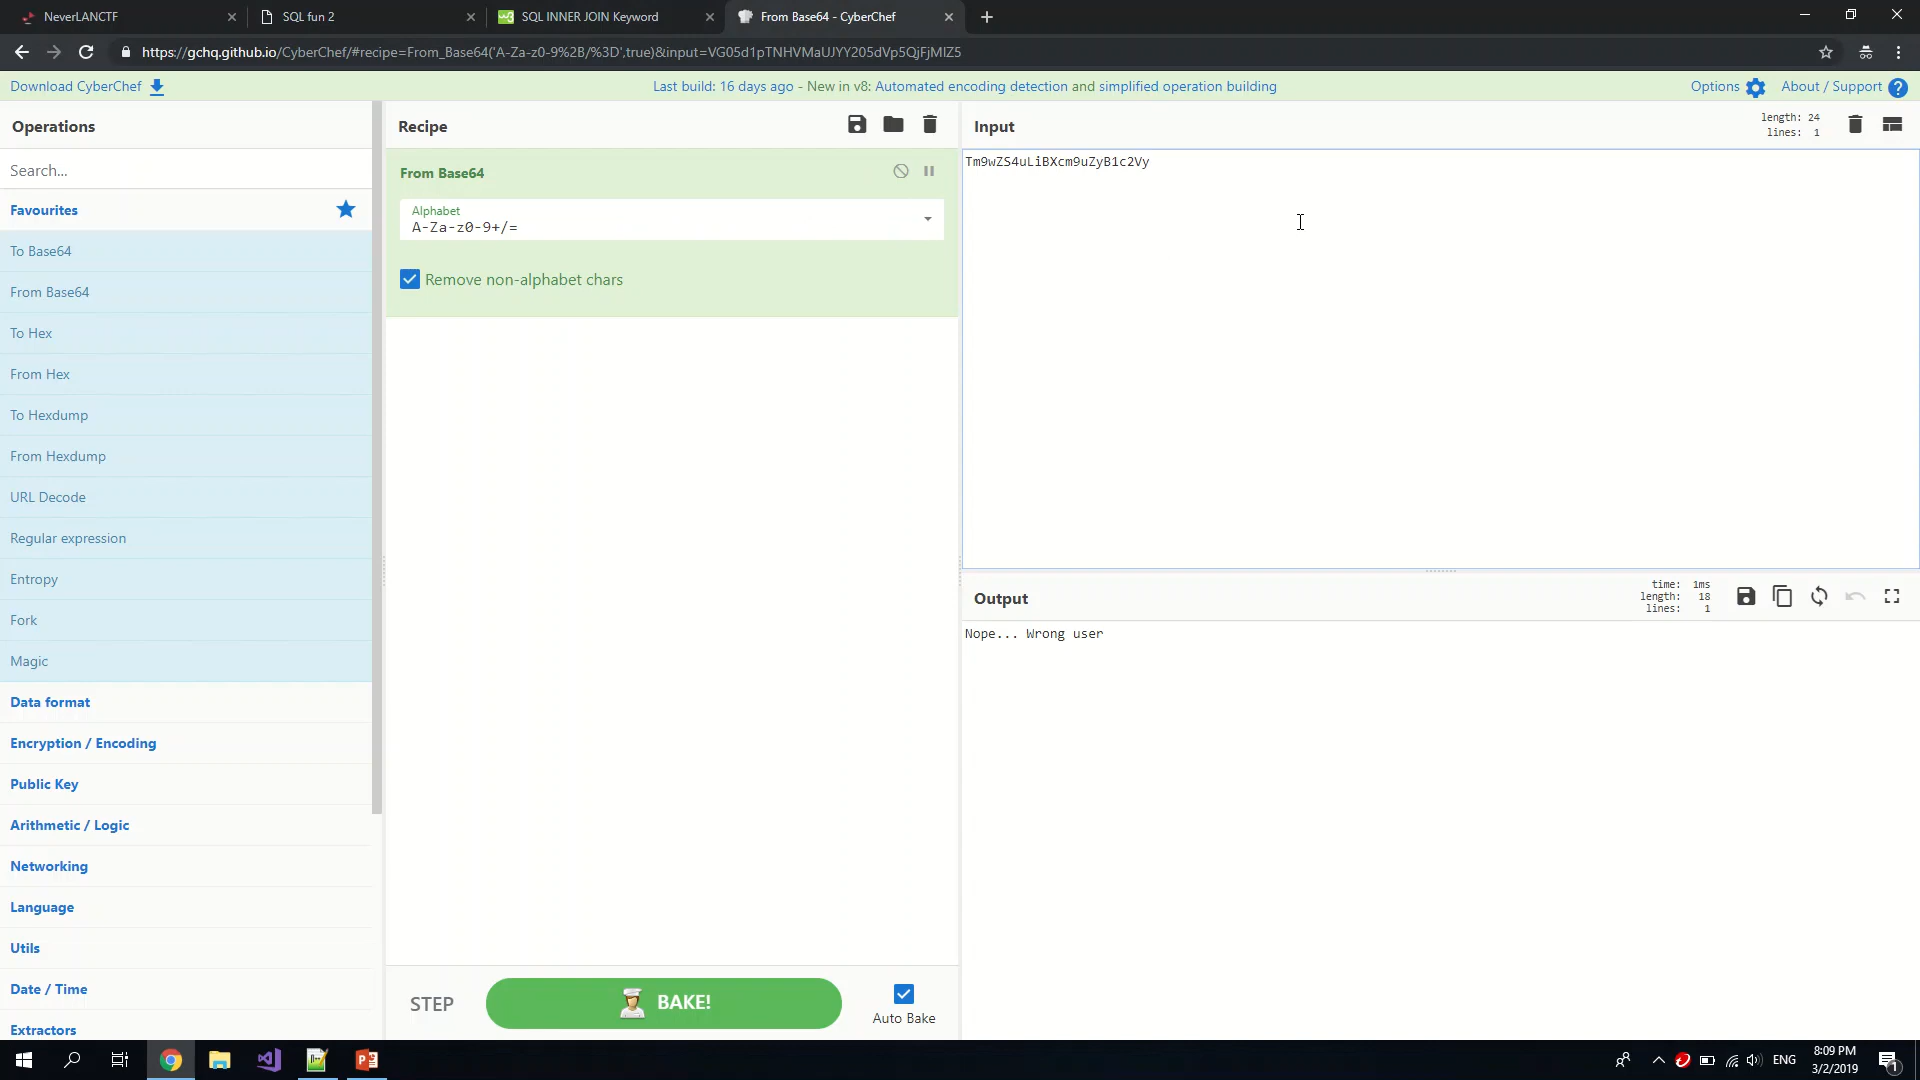 NeverLANCTF
SQL fun 2
SQL INNER JOIN Keyword
From Base64 - CyberChef
https://gchq.github.io/CyberChef/#recipe=From_Base64('A-Za-z0-9%2B/%3D',true)&input=VG05d1pTNHVMaUJYY205dVp5QjFjMlZ5
Download CyberChef
Last build: 16 days ago - New in v8: Automated encoding detection and simplified operation building
Options
About / Support
Operations
Recipe
Input
length: 24
lines: 1
Search...
From Base64
Tm9wZS4uLiBXcm9uZyB1c2Vy
Favourites
Alphabet
A-Za-z0-9+/=
To Base64
Remove non-alphabet chars
From Base64
To Hex
From Hex
To Hexdump
From Hexdump
URL Decode
Regular expression
Entropy
Output
time: 1ms
length: 18
lines: 1
Fork
Nope... Wrong user
Magic
Data format
Encryption / Encoding
Public Key
Arithmetic / Logic
Networking
Language
Utils
Date / Time
STEP
BAKE!
Auto Bake
Extractors
ENG
8:09 PM
3/2/2019
1